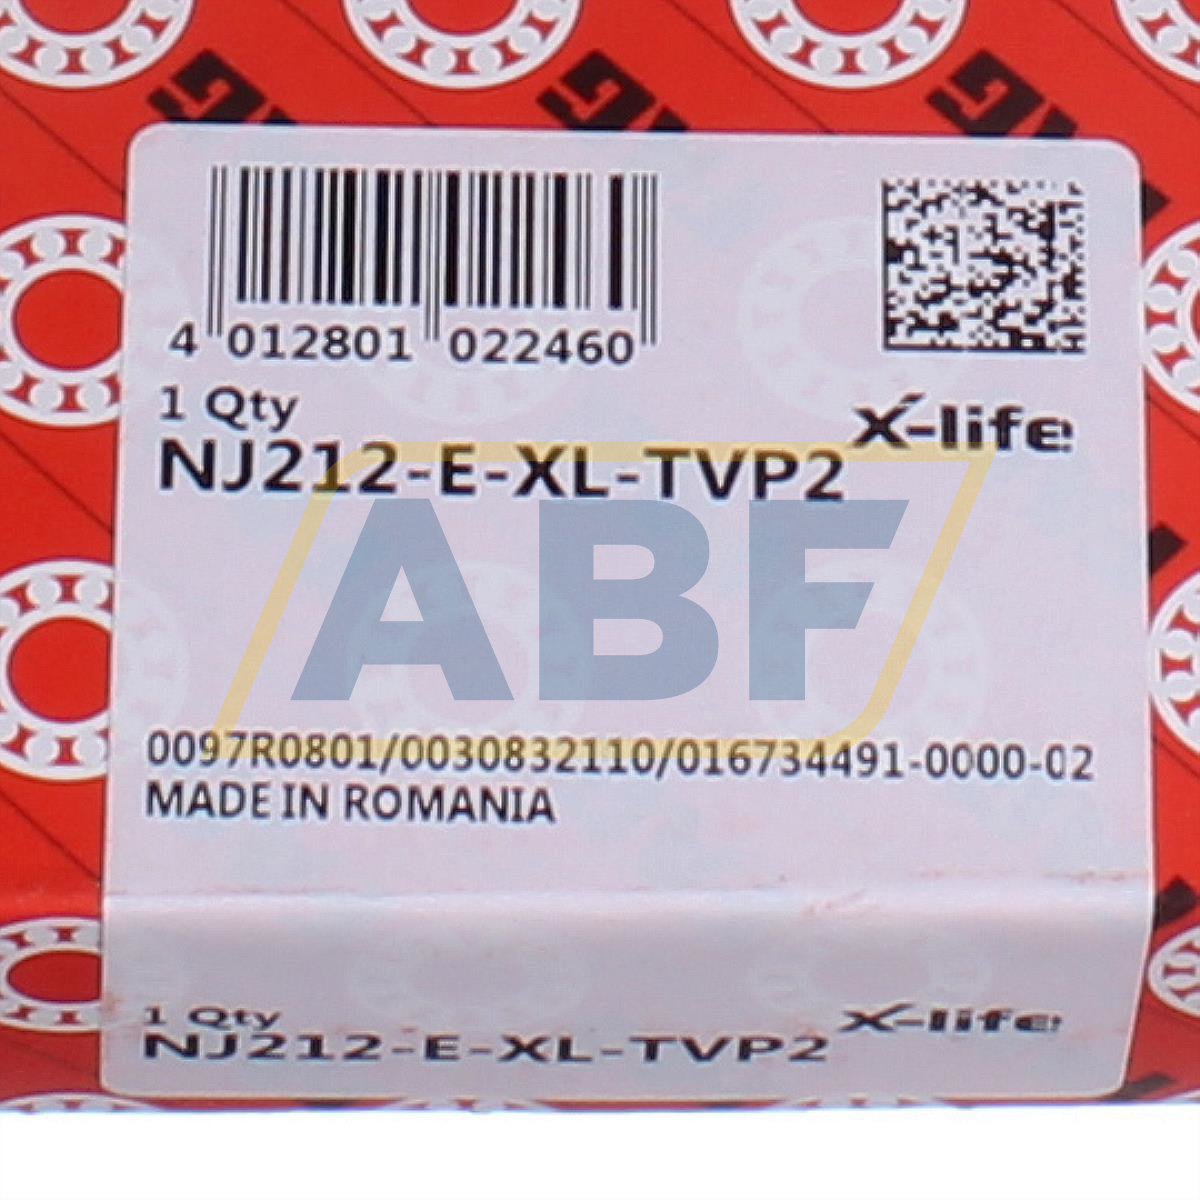 4 012801 022460
1 Qty
X-life
NJ212-E-XL-TVP2
ABF
0097R0801/0030832110/016734491-0000-02
MADE IN ROMANIA
1 Qty
X-life
NJ212-E-XL-TVP2